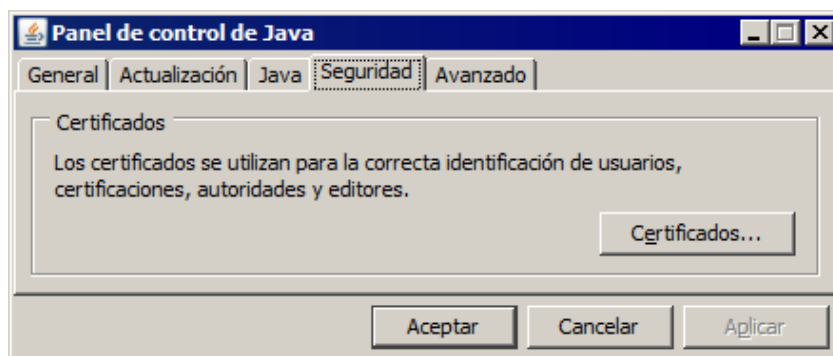 Panel de control de Java
General Actualización Java Seguridad Avanzado
Certificados
Los certificados se utilizan para la correcta identificación de usuarios,
certificaciones, autoridades y editores.
Certificados...
Aceptar Cancelar Aplicar